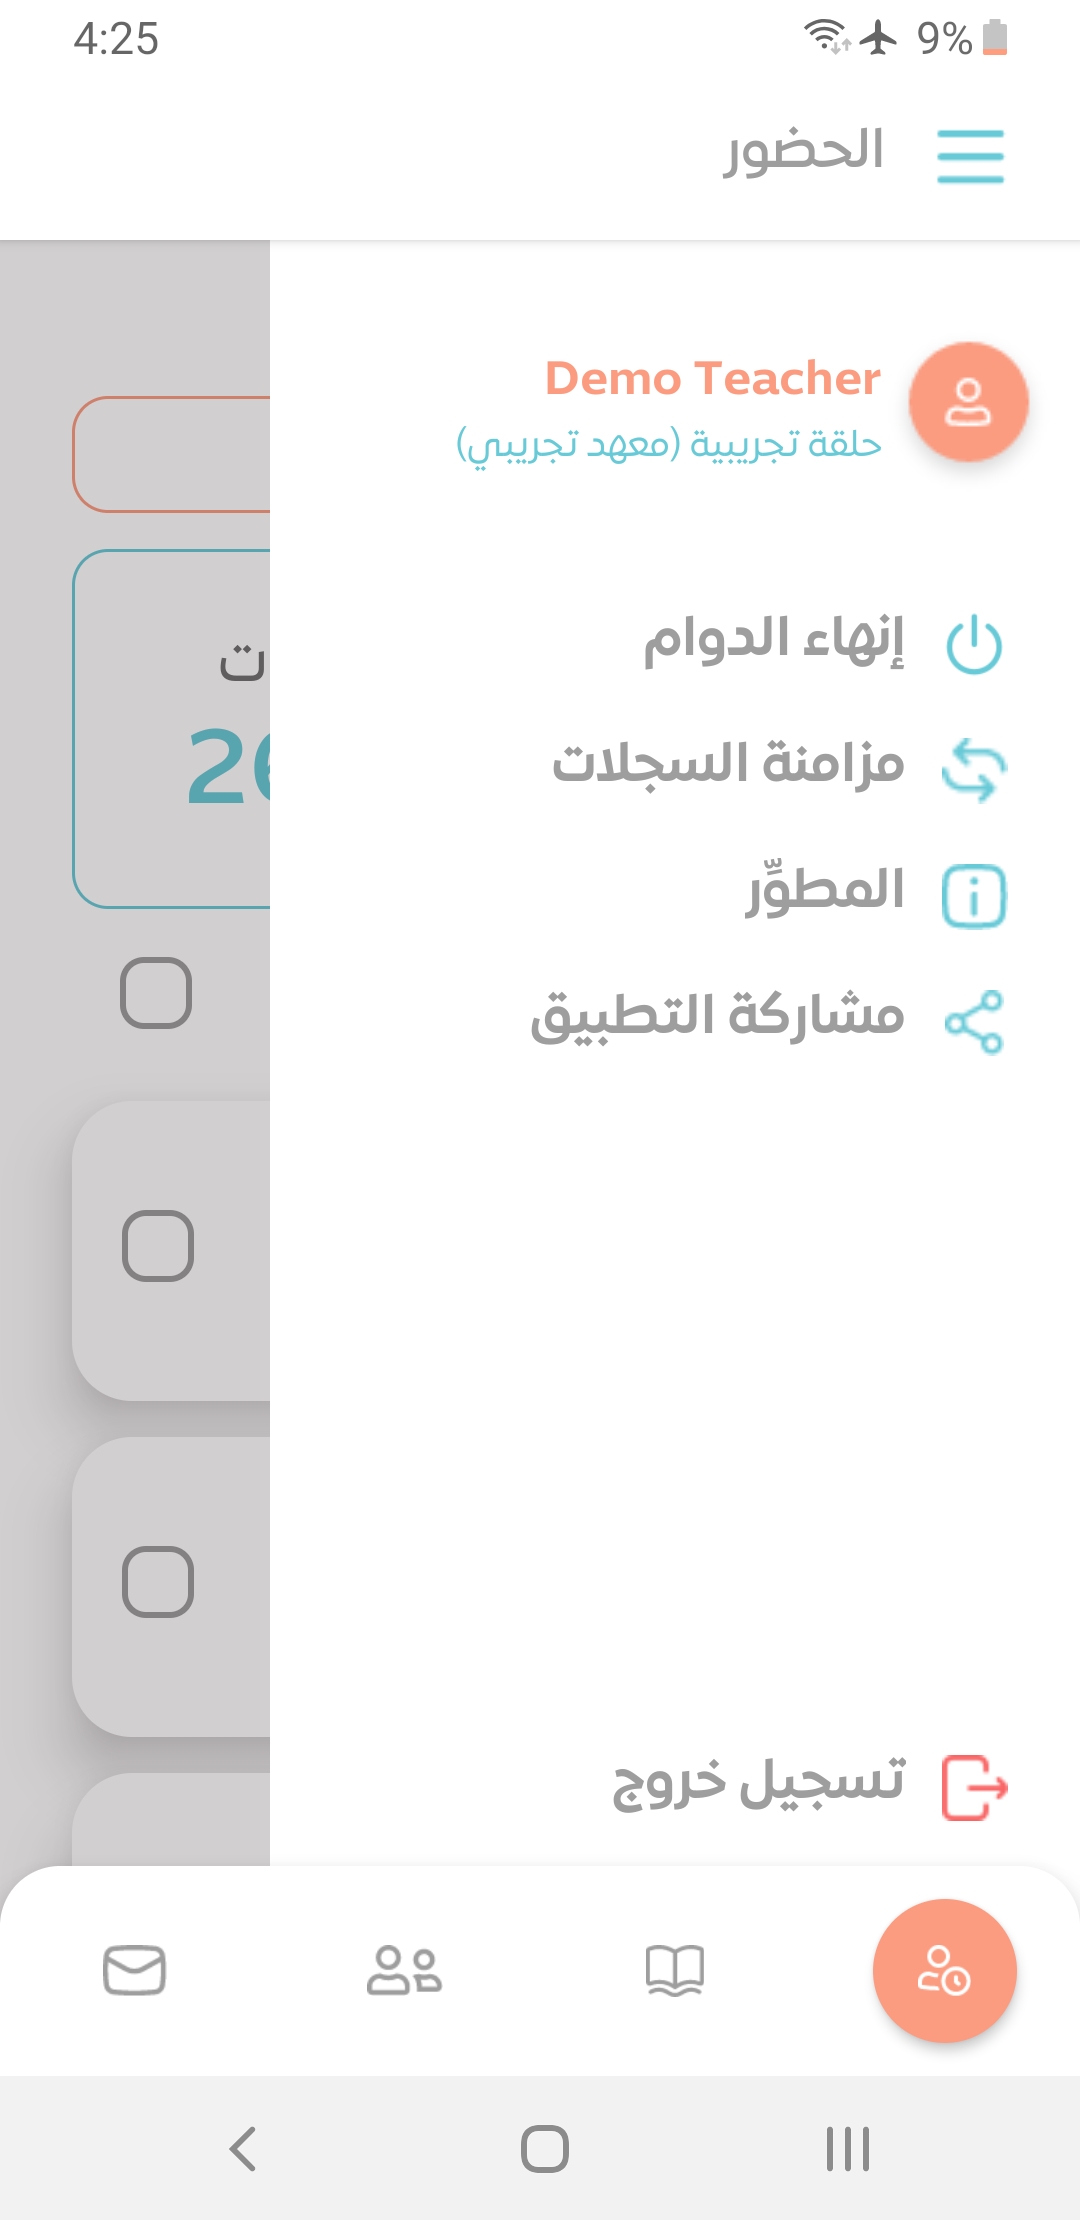 4:25
9%
الحضور
Demo Teacher
حلقة تجريبية (معهد تجريبي)
إنهاء الدوام
مزامنة السجلات
المطوِّر
مشاركة التطبيق
تسجيل خروج